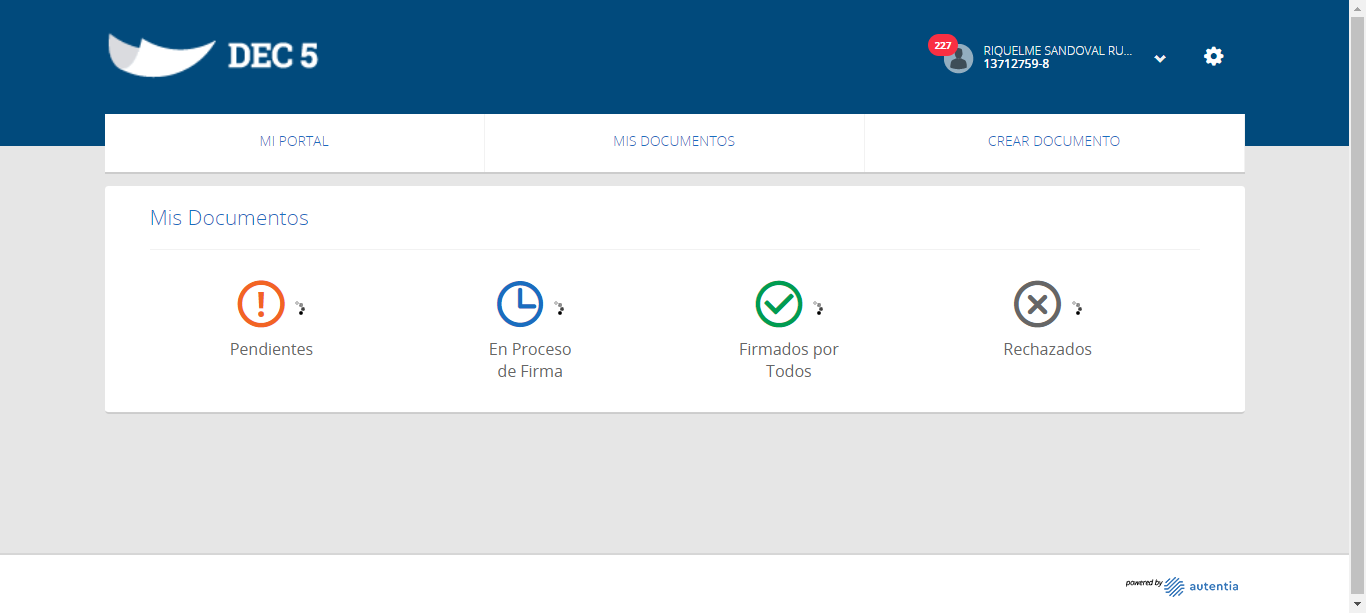 DEC 5
227
RIQUELME SANDOVAL RU...
13712759-8
MI PORTAL
MIS DOCUMENTOS
CREAR DOCUMENTO
Mis Documentos
Pendientes
En Proceso
de Firma
Firmados por
Todos
Rechazados
powered by autentia